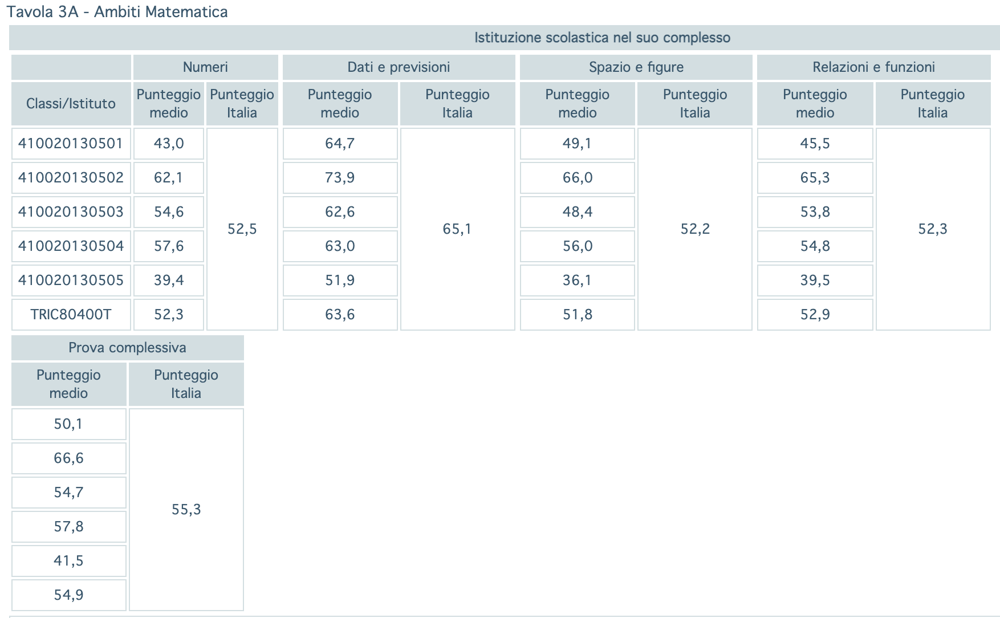 Tavola 3A - Ambiti Matematica
Istituzione scolastica nel suo complesso
Numeri Dati e previsioni Spazio e figure Relazioni e funzioni
Classi/Istituto Punteggio medio Punteggio Italia Punteggio medio Punteggio Italia Punteggio medio Punteggio Italia Punteggio medio Punteggio Italia
410020130501 43,0 64,7 49,1 45,5
410020130502 62,1 73,9 66,0 65,3
410020130503 54,6 62,6 48,4 53,8
52,5 65,1 52,2 52,3
410020130504 57,6 63,0 56,0 54,8
410020130505 39,4 51,9 36,1 39,5
TRIC80400T 52,3 63,6 51,8 52,9
Prova complessiva
Punteggio medio Punteggio Italia
50,1
66,6
54,7
55,3
57,8
41,5
54,9